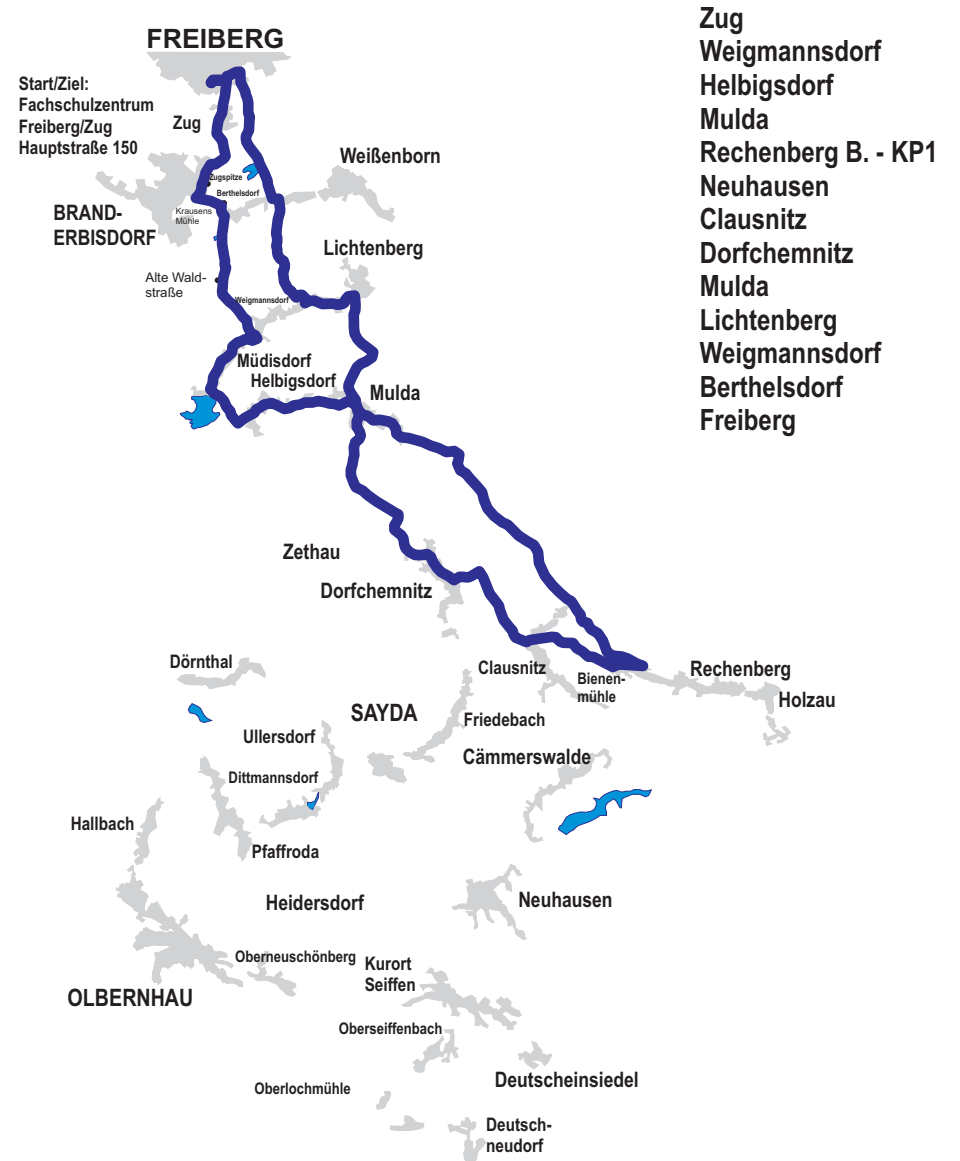 FREIBERG
Start/Ziel:
Fachschulzentrum
Freiberg/Zug
Hauptstraße 150
Zug
Weißenborn
Zugspitze
Berthelsdorf
BRAND-
ERBISDORF
Krausens
Mühle
Lichtenberg
Alte Wald-
straße
Weigmannsdorf
Müdisdorf
Helbigsdorf
Mulda
Zethau
Dorfchemnitz
Clausnitz
Bienen-
mühle
Rechenberg
Holzau
Dörnthal
SAYDA
Friedebach
Ullersdorf
Cämmerswalde
Dittmannsdorf
Hallbach
Pfaffroda
Heidersdorf
Neuhausen
Oberneuschönberg
Kurort
Seiffen
OLBERNHAU
Oberseiffenbach
Deutscheinsiedel
Oberlochmühle
Deutsch-
neudorf
Zug
Weigmannsdorf
Helbigsdorf
Mulda
Rechenberg B. - KP1
Neuhausen
Clausnitz
Dorfchemnitz
Mulda
Lichtenberg
Weigmannsdorf
Berthelsdorf
Freiberg